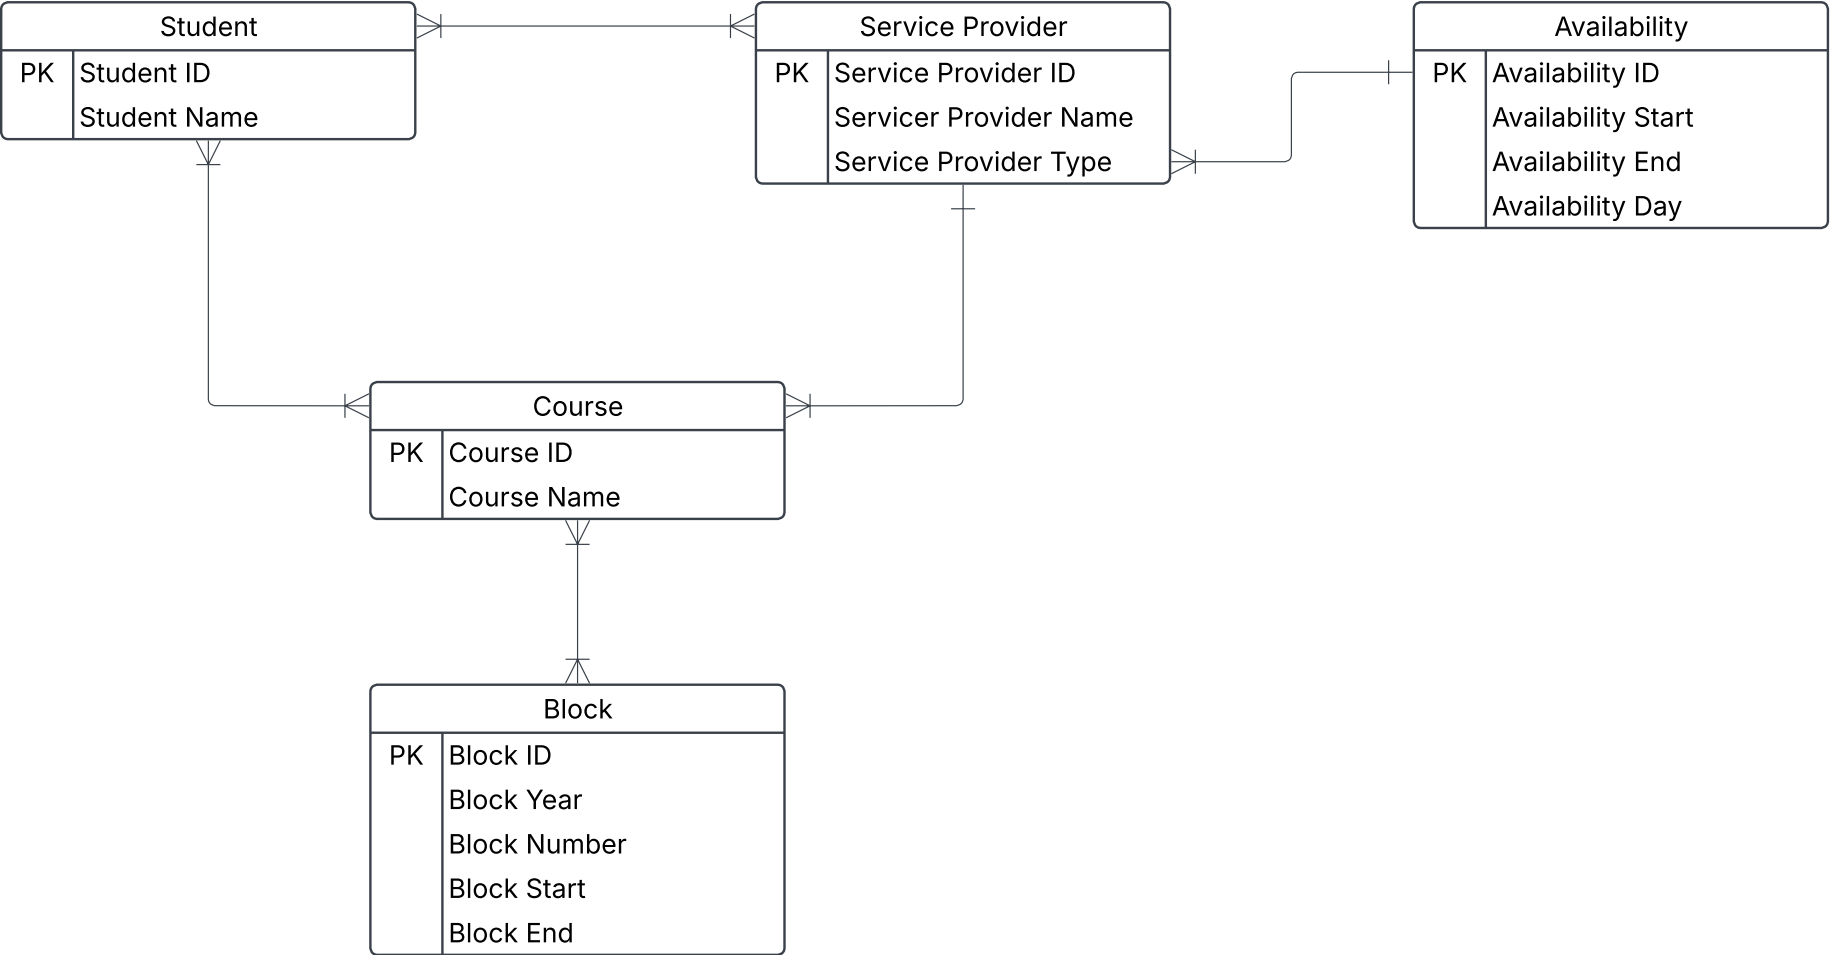 Student
PK Student ID
Student Name
Service Provider
PK Service Provider ID
Servicer Provider Name
Service Provider Type
Availability
PK Availability ID
Availability Start
Availability End
Availability Day
Course
PK Course ID
Course Name
Block
PK Block ID
Block Year
Block Number
Block Start
Block End